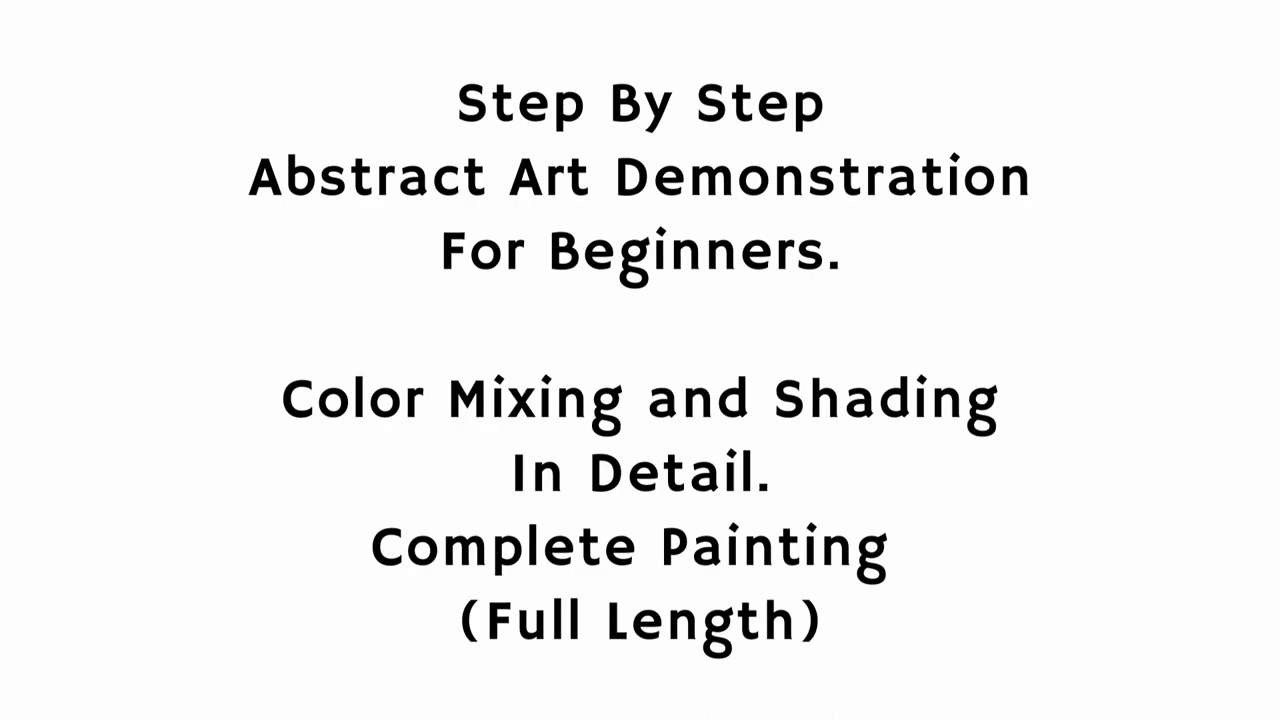 Step By Step
Abstract Art Demonstration
For Beginners.
Color Mixing and Shading
In Detail.
Complete Painting
(Full Length)